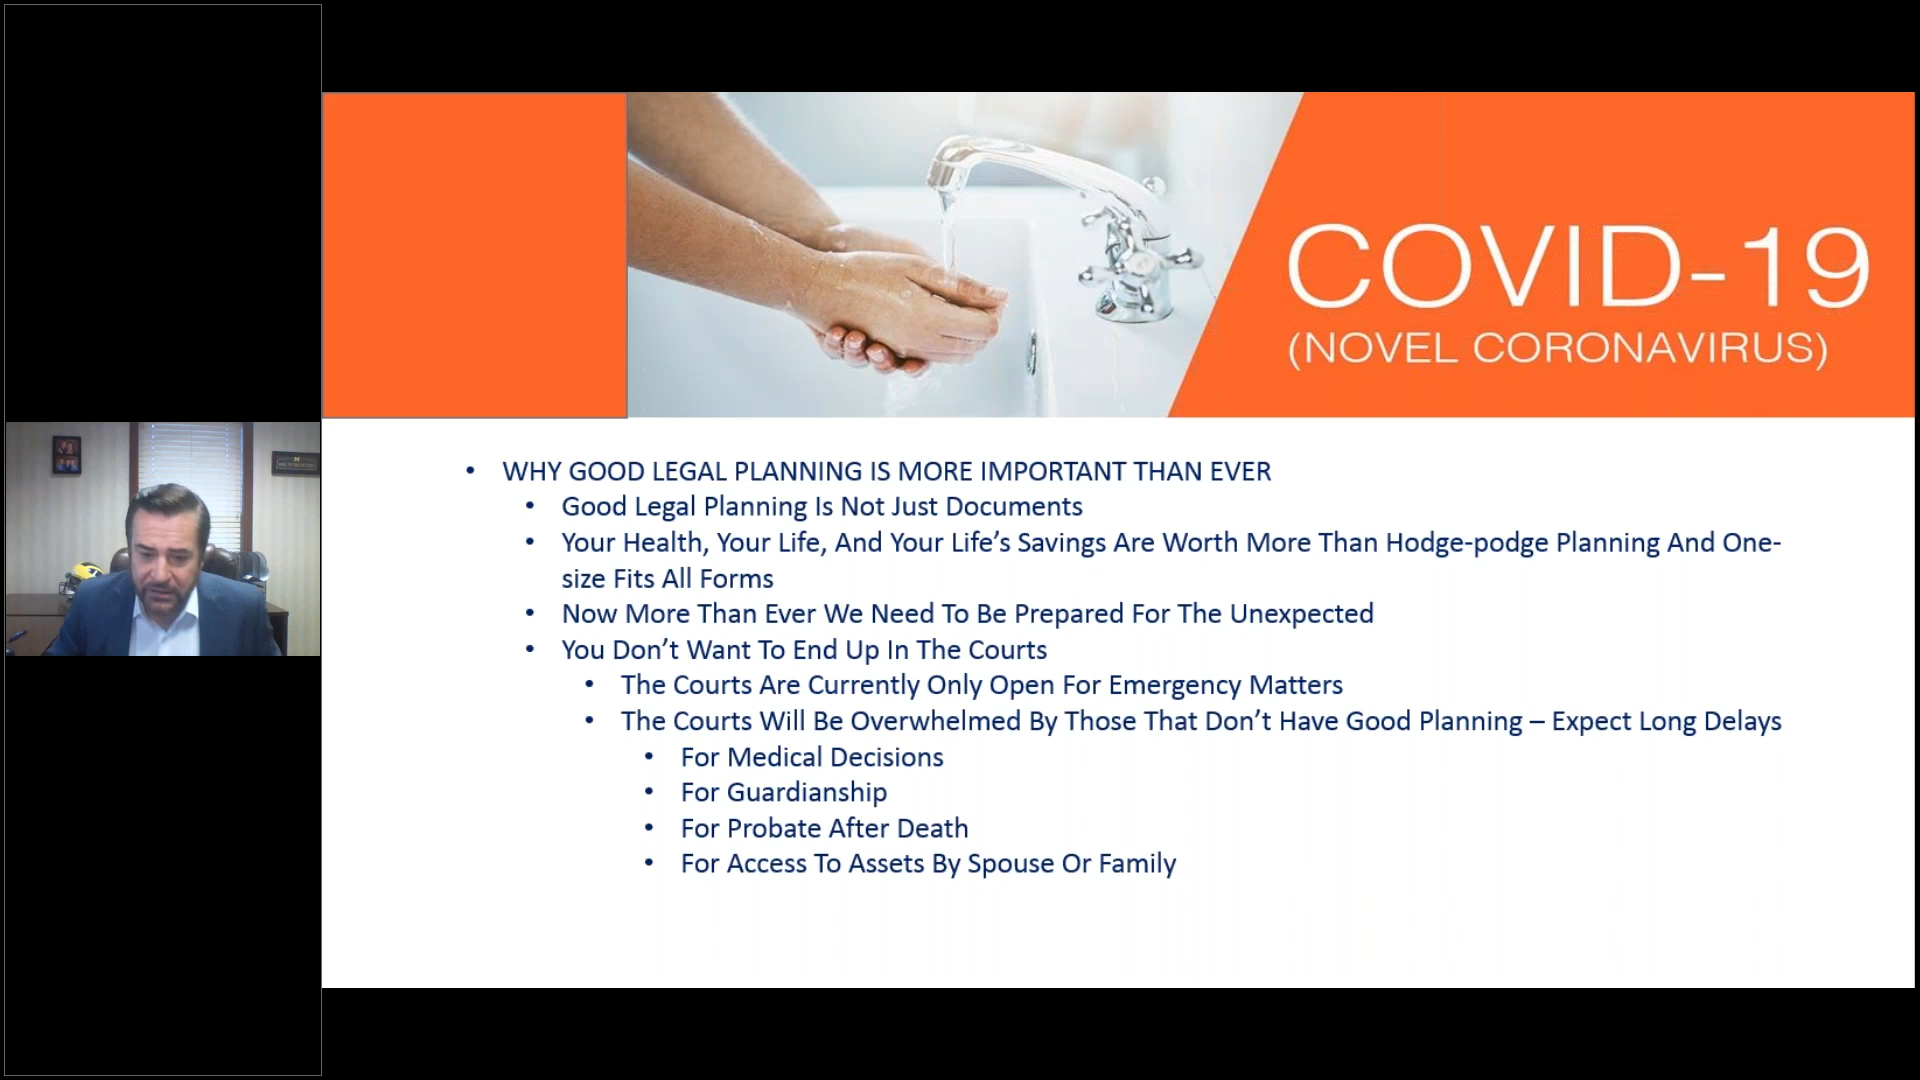 COVID-19
(NOVEL CORONAVIRUS)
• WHY GOOD LEGAL PLANNING IS MORE IMPORTANT THAN EVER
• Good Legal Planning Is Not Just Documents
• Your Health, Your Life, And Your Life’s Savings Are Worth More Than Hodge-podge Planning And One-
size Fits All Forms
• Now More Than Ever We Need To Be Prepared For The Unexpected
• You Don’t Want To End Up In The Courts
• The Courts Are Currently Only Open For Emergency Matters
• The Courts Will Be Overwhelmed By Those That Don’t Have Good Planning – Expect Long Delays
• For Medical Decisions
• For Guardianship
• For Probate After Death
• For Access To Assets By Spouse Or Family